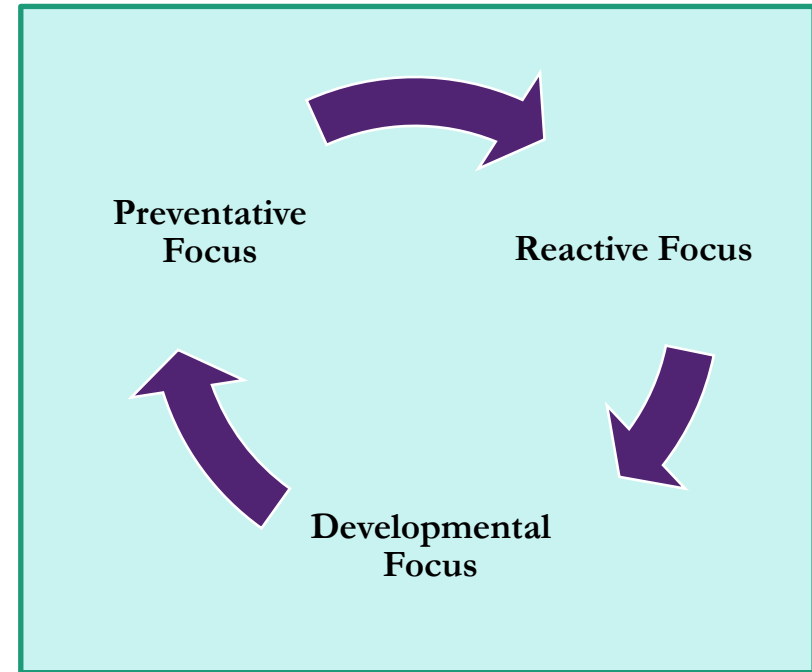 Preventative
Focus
Reactive Focus
Developmental
Focus